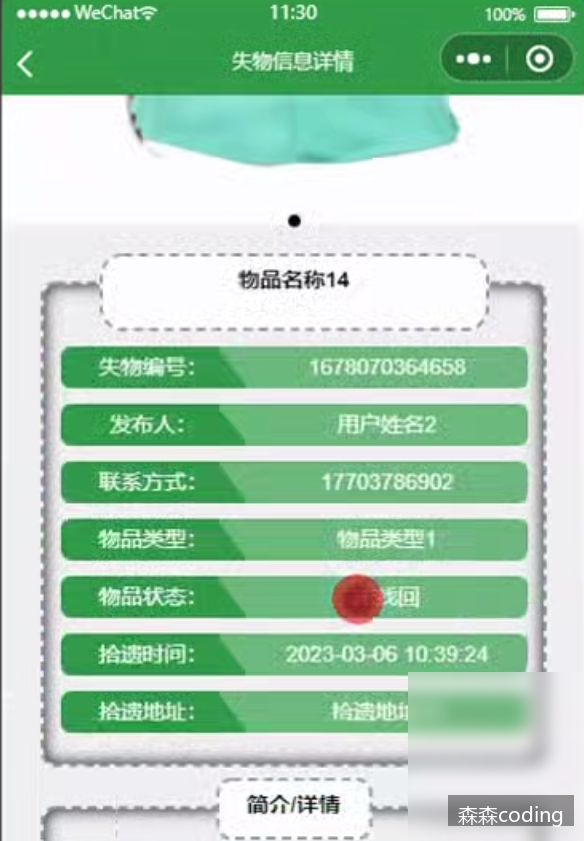 WeChat
11:30
100%
失物信息详情
物品名称14
失物编号: 1678070364658
发布人: 用户姓名2
联系方式: 17703786902
物品类型: 物品类型1
物品状态: 找回
拾遗时间: 2023-03-06 10:39:24
拾遗地址: 拾遗地
简介/详情
森森coding